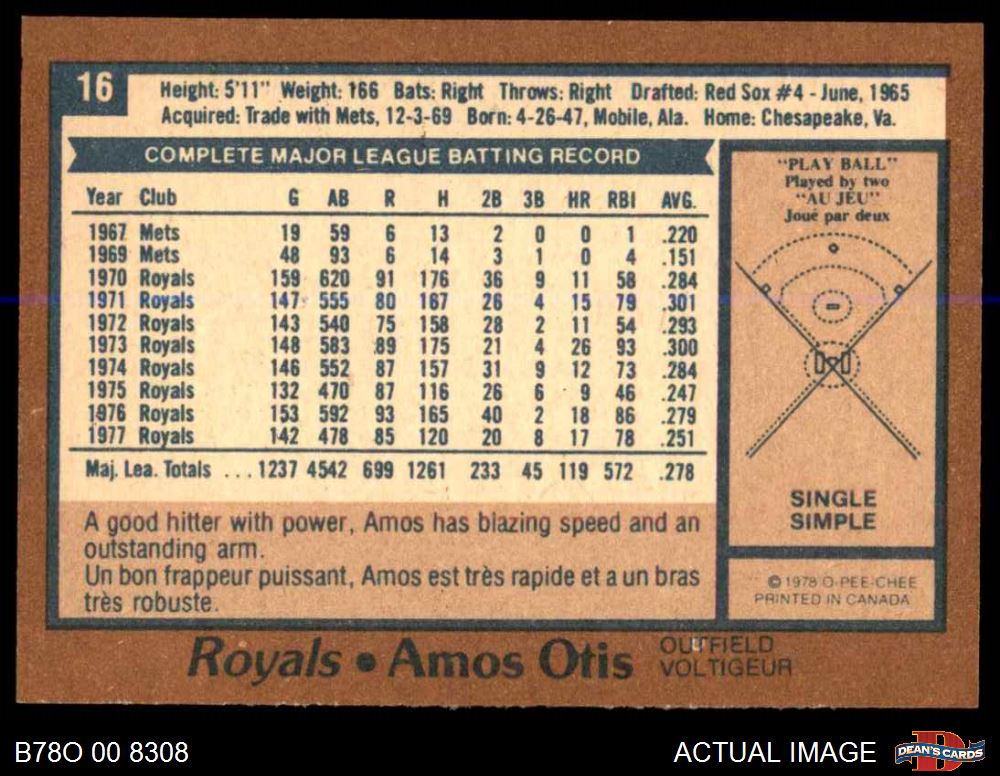 16
Height: 5'11" Weight: 166 Bats: Right Throws: Right Drafted: Red Sox #4 - June, 1965
Acquired: Trade with Mets, 12-3-69 Born: 4-26-47, Mobile, Ala. Home: Chesapeake, Va.
COMPLETE MAJOR LEAGUE BATTING RECORD
Year Club G AB R H 2B 3B HR RBI AVG.
1967 Mets 19 59 6 13 2 0 0 1 .220
1969 Mets 48 93 6 14 3 1 0 4 .151
1970 Royals 159 620 91 176 36 9 11 58 .284
1971 Royals 147 555 80 167 26 4 15 79 .301
1972 Royals 143 540 75 158 28 2 11 54 .293
1973 Royals 148 583 89 175 21 4 26 93 .300
1974 Royals 146 552 87 157 31 9 12 73 .284
1975 Royals 132 470 87 116 26 6 9 46 .247
1976 Royals 153 592 93 165 40 2 18 86 .279
1977 Royals 142 478 85 120 20 8 17 78 .251
Maj. Lea. Totals ... 1237 4542 699 1261 233 45 119 572 .278
A good hitter with power, Amos has blazing speed and an
outstanding arm.
Un bon frappeur puissant, Amos est très rapide et a un bras
très robuste.
"PLAY BALL"
Played by two
"AU JEU"
Joué par deux
SINGLE
SIMPLE
© 1978 O-PEE-CHEE
PRINTED IN CANADA
Royals • Amos Otis
OUTFIELD
VOLTIGEUR
B78O 00 8308
ACTUAL IMAGE
DEAN'S CARDS